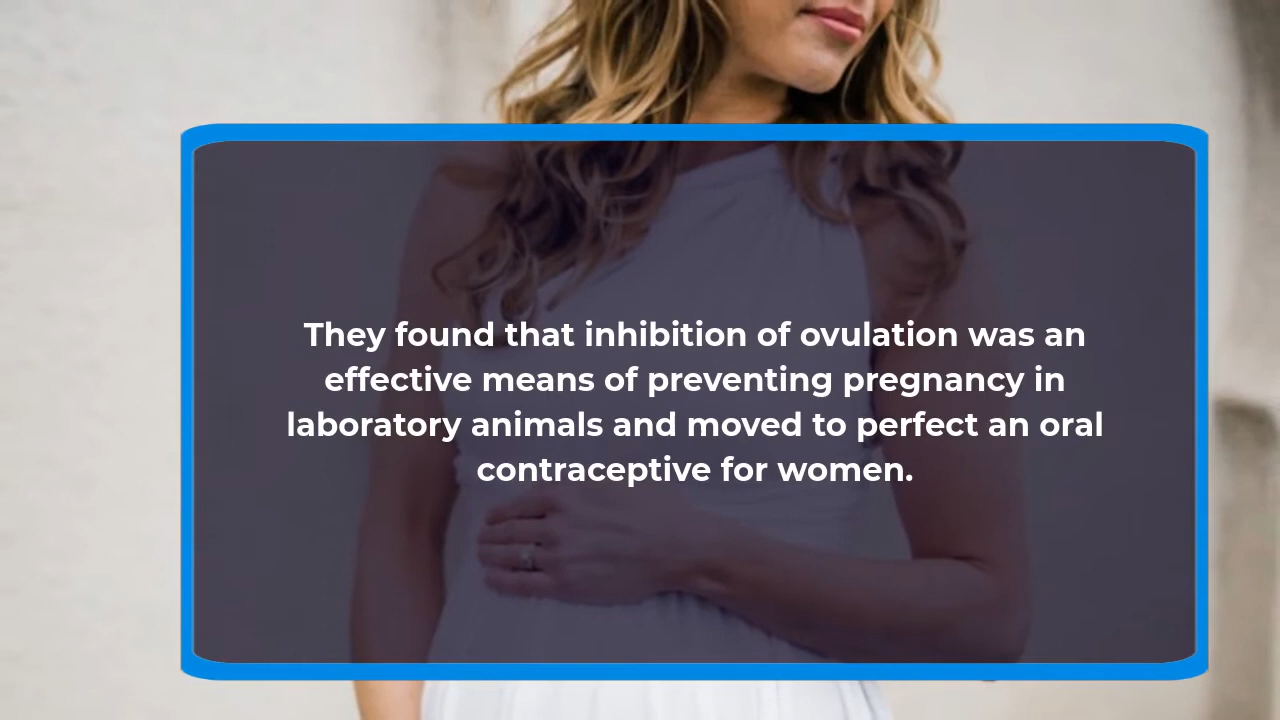 They found that inhibition of ovulation was an
effective means of preventing pregnancy in
laboratory animals and moved to perfect an oral
contraceptive for women.